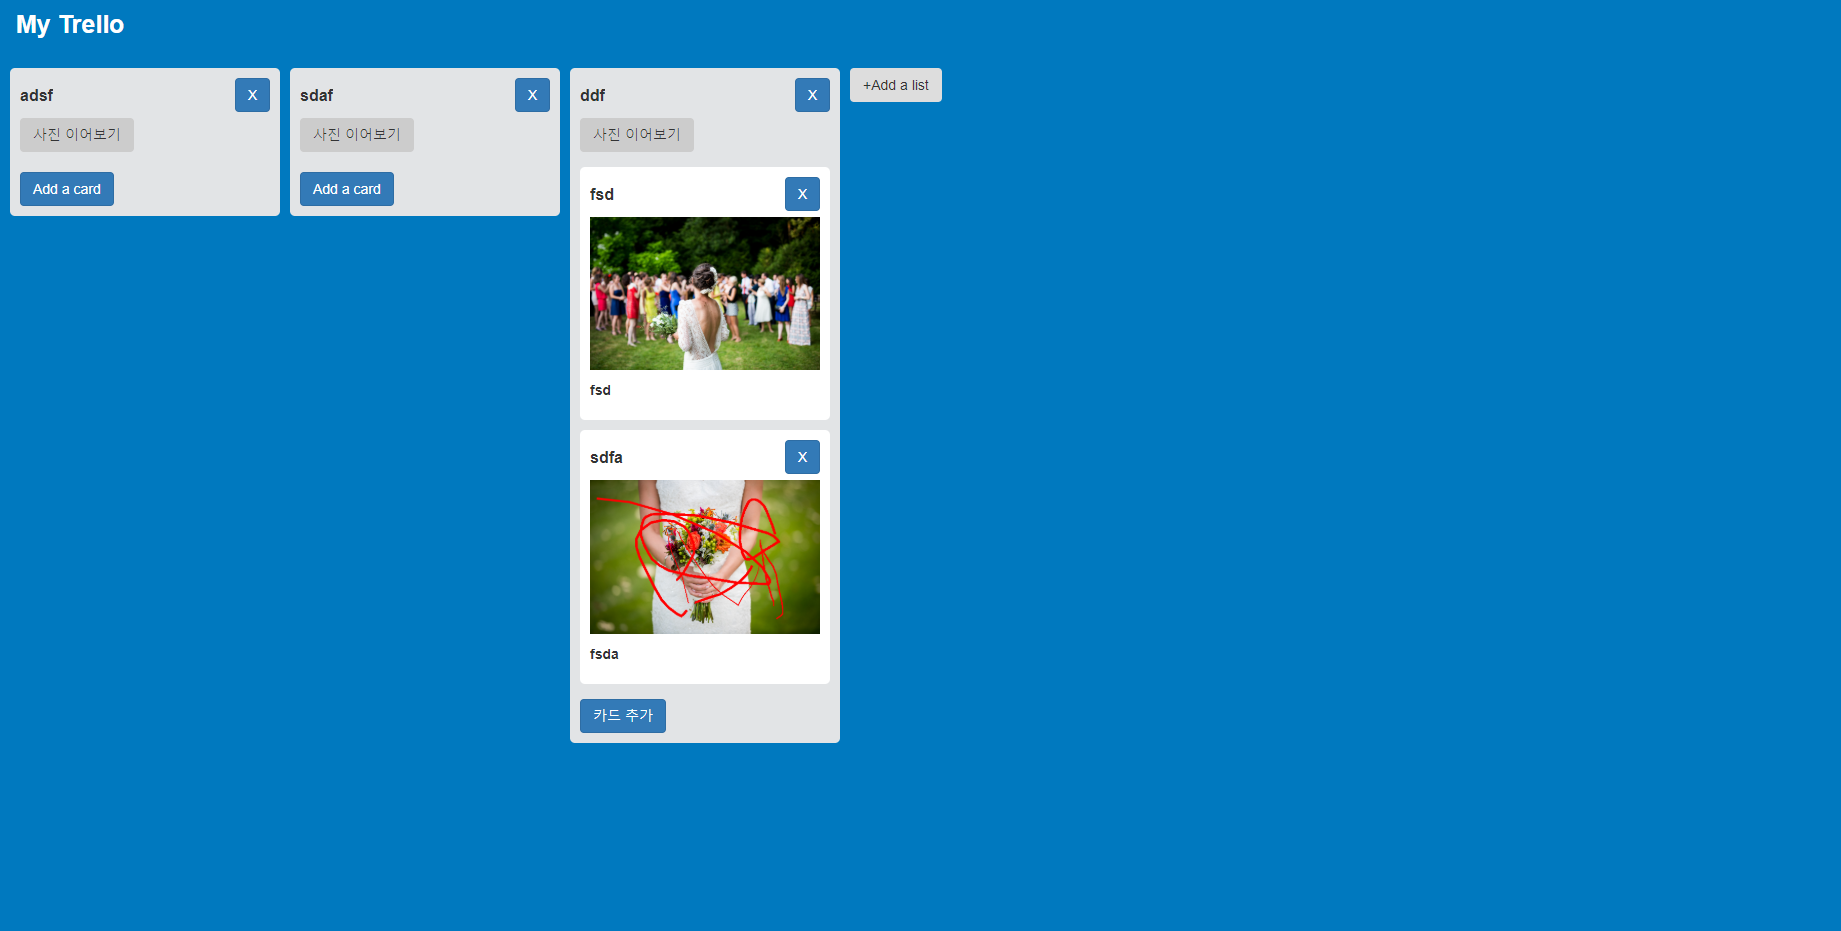 My Trello
adsf
X
사진 이어보기
Add a card
sdaf
X
사진 이어보기
Add a card
ddf
X
사진 이어보기
fsd
X
fsd
sdfa
X
fsda
카드 추가
+Add a list